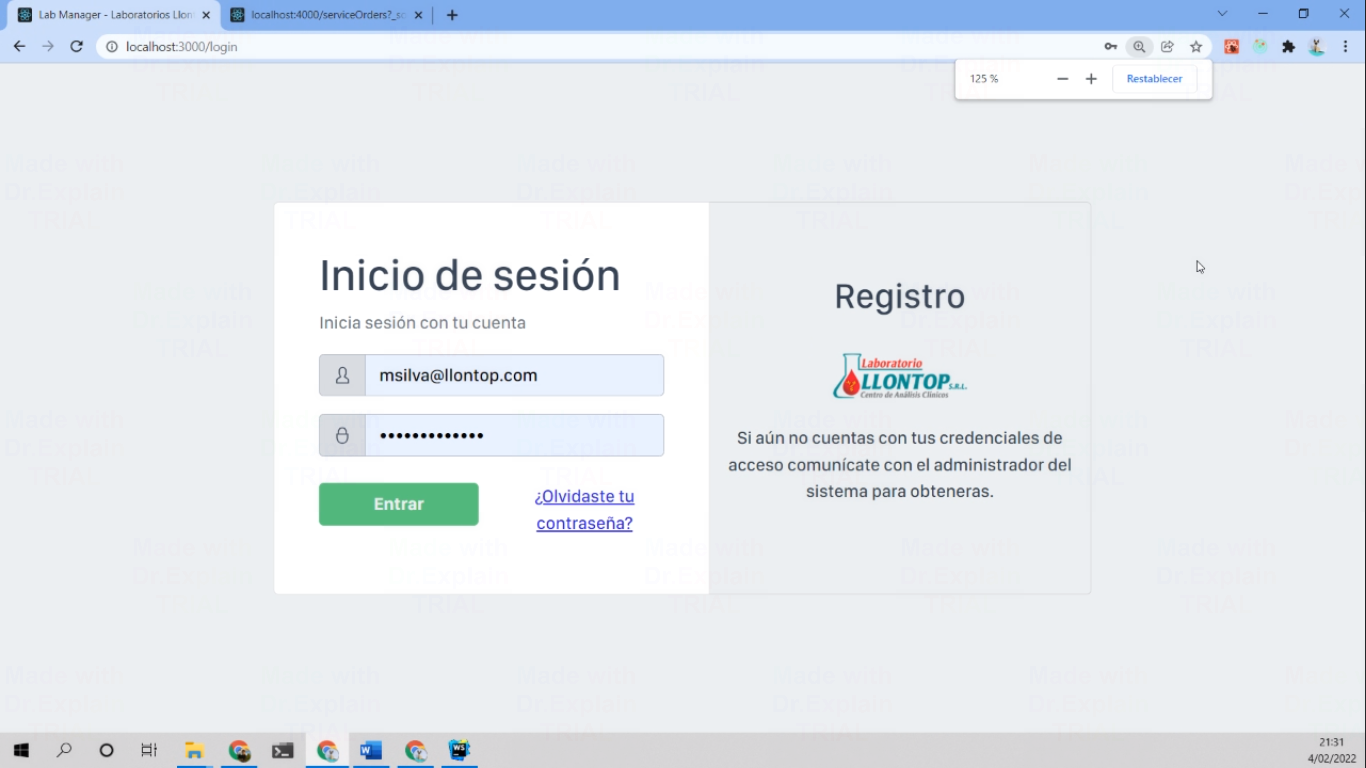 Lab Manager - Laboratorios Llon
localhost:4000/serviceOrders?_so
localhost:3000/login
125 %
Restablecer
Inicio de sesión
Inicia sesión con tu cuenta
msilva@llontop.com
•••••••••••••
Entrar
¿Olvidaste tu
contraseña?
Registro
Laboratorio
LLONTOP S.R.L.
Centro de Análisis Clínicos
Si aún no cuentas con tus credenciales de
acceso comunícate con el administrador del
sistema para obteneras.
Made with
OnExplain
TRIAL
21:31
4/02/2022